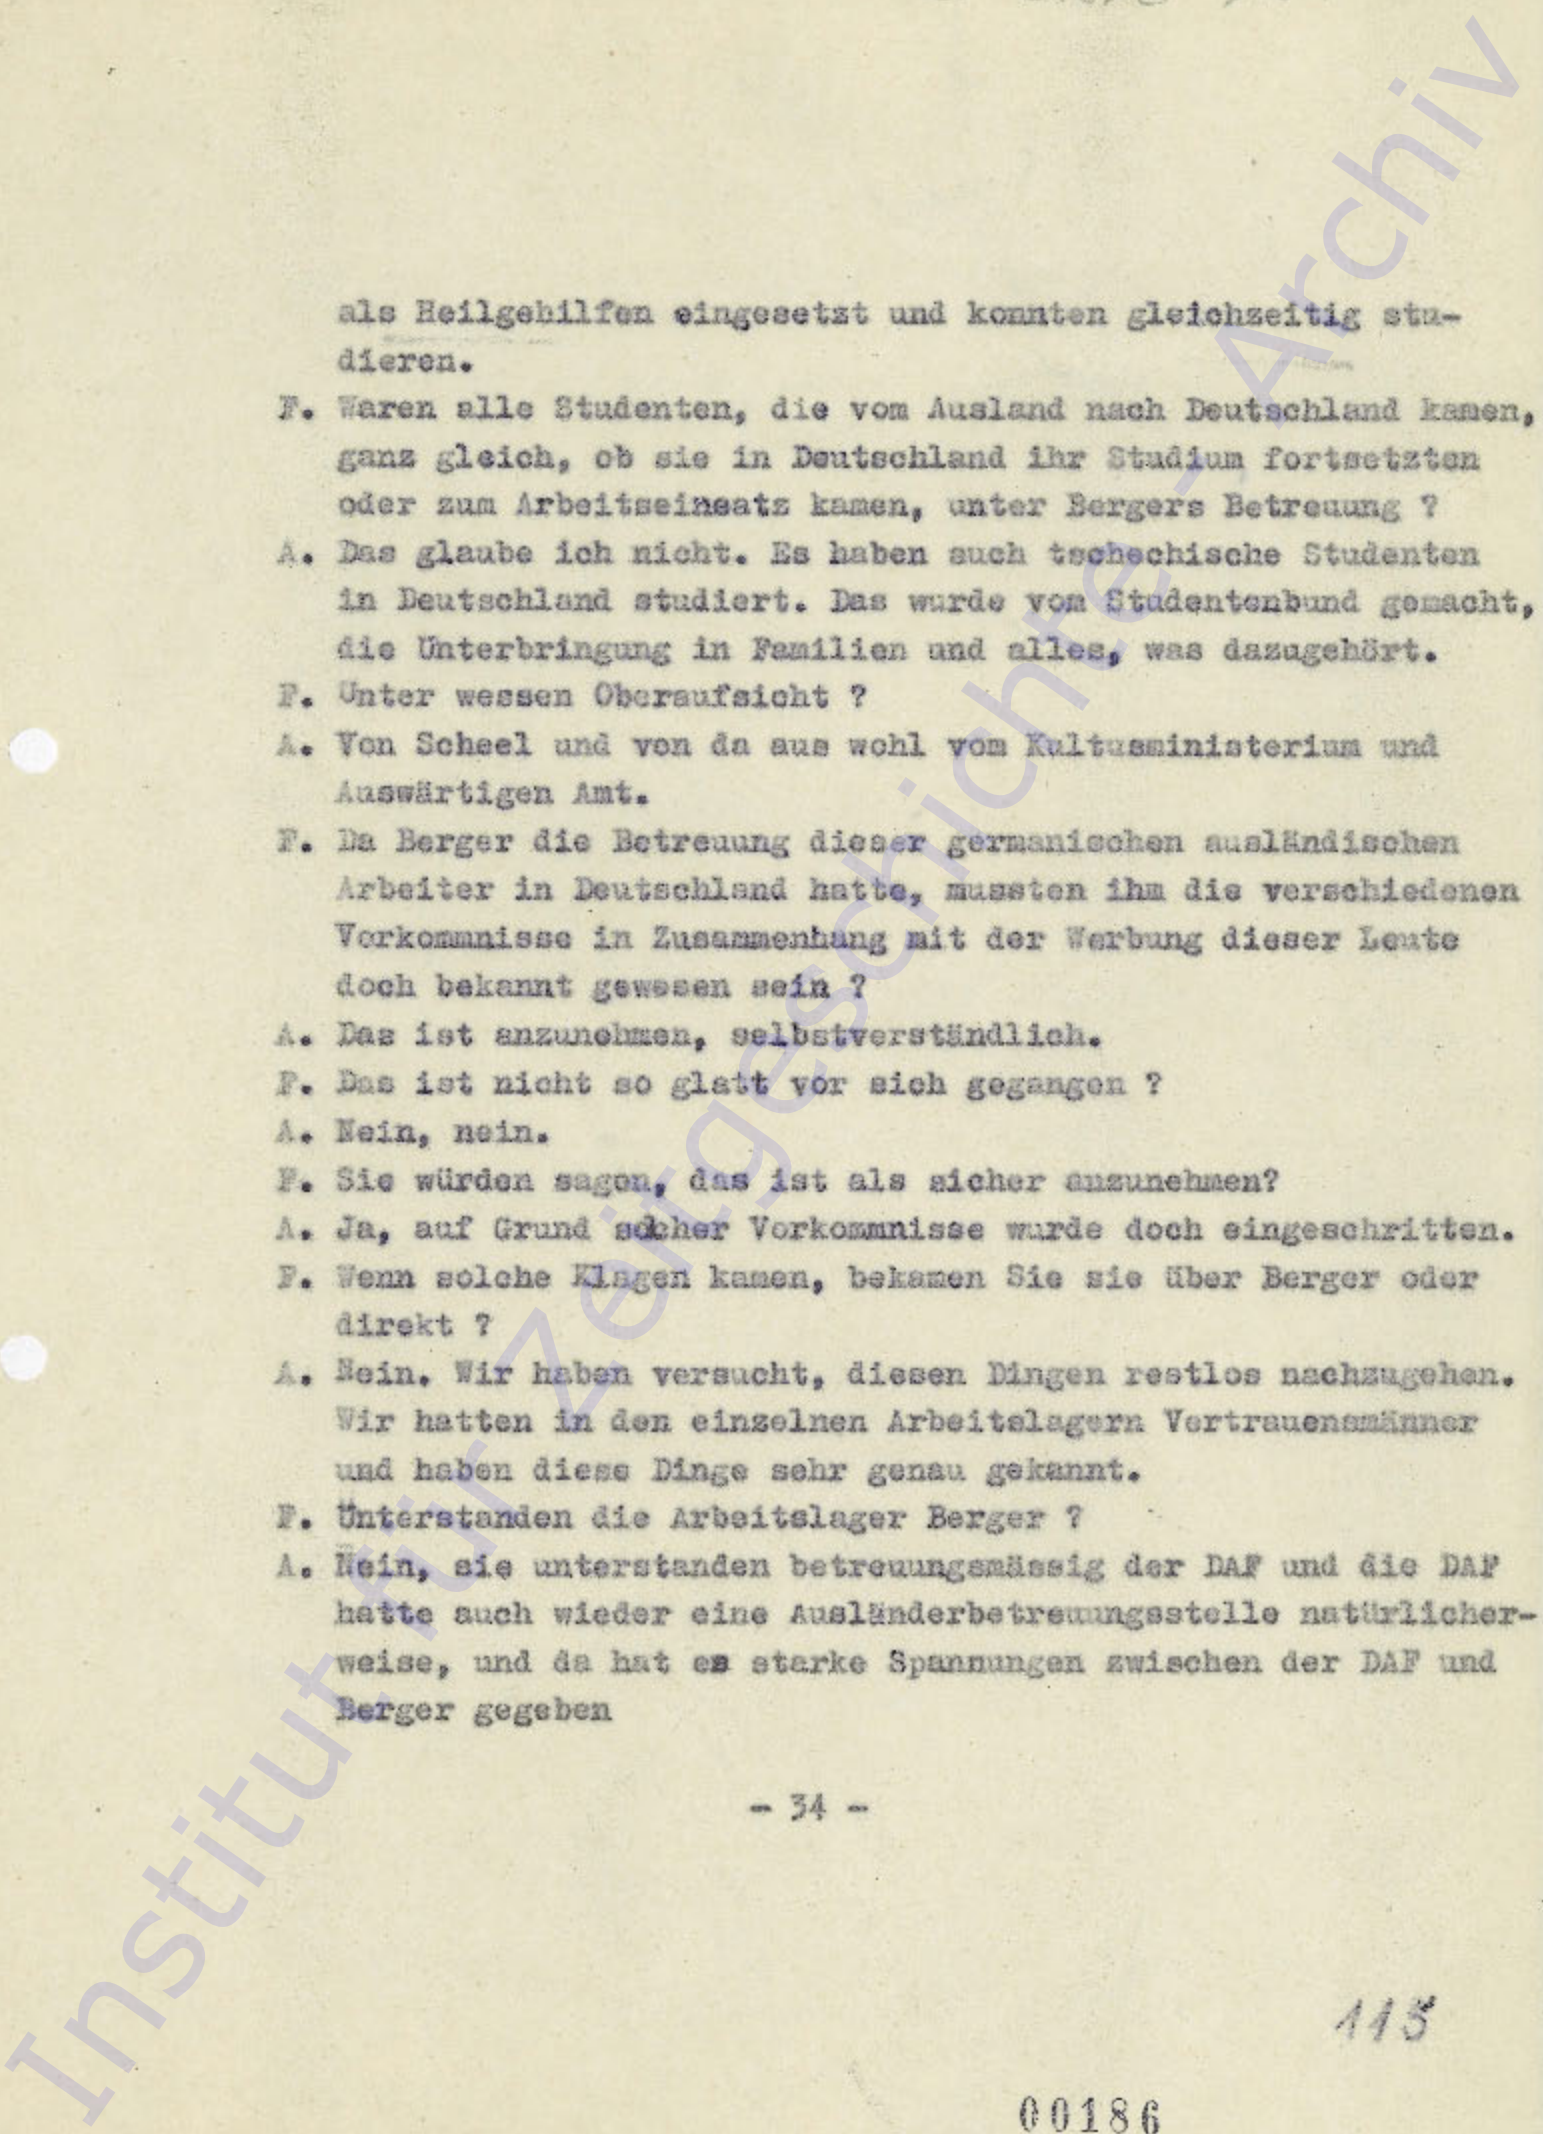 als Heilgehilfen eingesetzt und konnten gleichzeitig stu-
dieren.
F. Waren alle Studenten, die vom Ausland nach Deutschland kamen,
ganz gleich, ob sie in Deutschland ihr Studium fortsetzten
oder zum Arbeitseinsatz kamen, unter Bergers Betreuung ?
A. Das glaube ich nicht. Es haben auch tschechische Studenten
in Deutschland studiert. Das wurde vom Studentenbund gemacht,
die Unterbringung in Familien und alles, was dazugehört.
F. Unter wessen Oberaufsicht ?
A. Von Scheel und von da aus wohl vom Kultusministerium und
Auswärtigen Amt.
F. Da Berger die Betreuung dieser germanischen ausländischen
Arbeiter in Deutschland hatte, mussten ihm die verschiedenen
Vorkommnisse in Zusammenhang mit der Werbung dieser Leute
doch bekannt gewesen sein ?
A. Das ist anzunehmen, selbstverständlich.
F. Das ist nicht so glatt vor sich gegangen ?
A. Nein, nein.
F. Sie würden sagen, das ist als sicher anzunehmen?
A. Ja, auf Grund solcher Vorkommnisse wurde doch eingeschritten.
F. Wenn solche Klagen kamen, bekamen Sie sie über Berger oder
direkt ?
A. Nein. Wir haben versucht, diesen Dingen restlos nachzugehen.
Wir hatten in den einzelnen Arbeitslagern Vertrauensmänner
und haben diese Dinge sehr genau gekannt.
F. Unterstanden die Arbeitslager Berger ?
A. Nein, sie unterstanden betreuungsmässig der DAF und die DAF
hatte auch wieder eine Ausländerbetreuungsstelle natürlicher-
weise, und da hat es starke Spannungen zwischen der DAF und
Berger gegeben
- 34 -
115
00186
Institut für Zeitgeschichte - Archiv